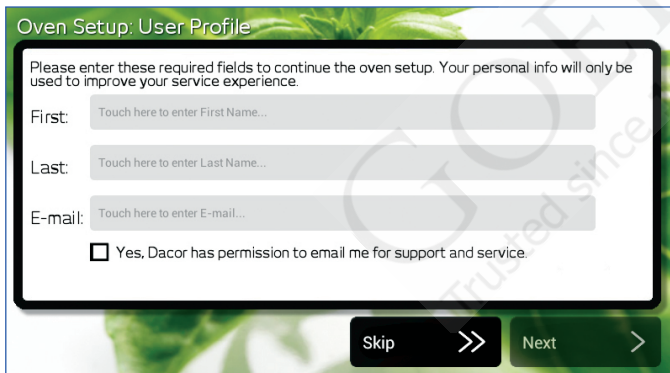 Oven Setup: User Profile
Please enter these required fields to continue the oven setup. Your personal info will only be
used to improve your service experience.
First:
Touch here to enter First Name...
Last:
Touch here to enter Last Name...
E-mail:
Touch here to enter E-mail...
Yes, Dacor has permission to email me for support and service.
Skip
Next
Trusted since